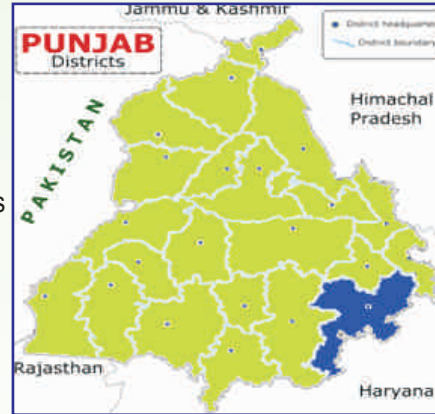 Jammu & Kashmir
PUNJAB
Districts
District headquarter
District boundary
Himachal
Pradesh
PAKISTAN
s
Rajasthan
Haryana